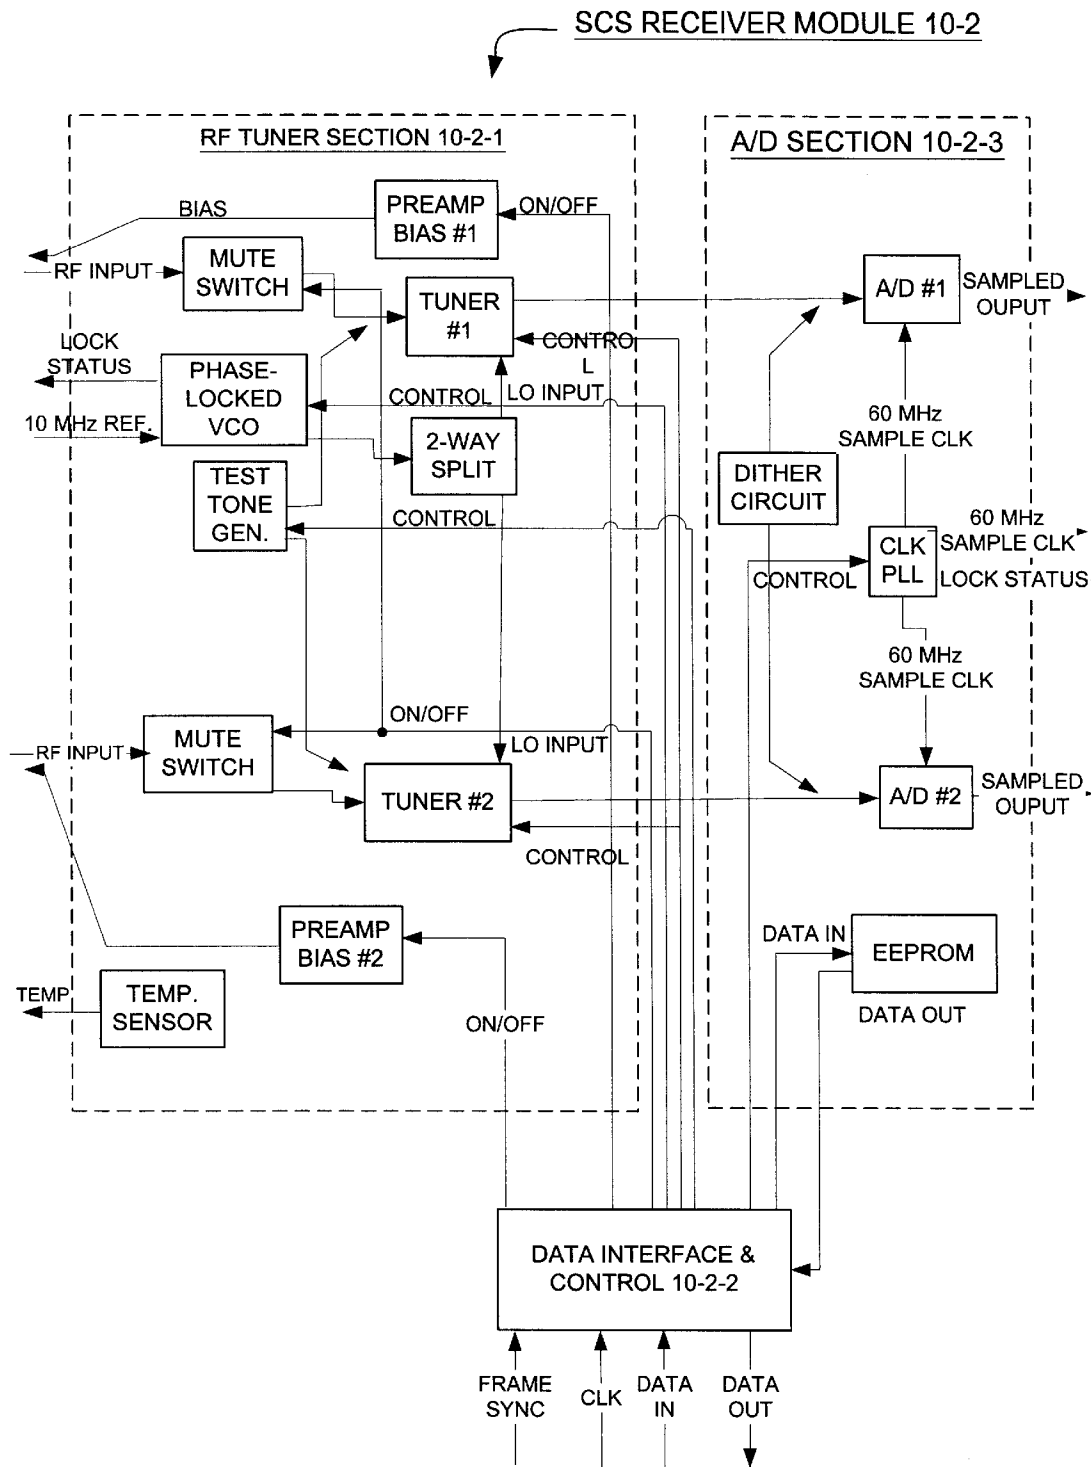 SCS RECEIVER MODULE 10-2
RF TUNER SECTION 10-2-1
A/D SECTION 10-2-3
BIAS
PREAMP
BIAS #1
ON/OFF
RF INPUT
MUTE
SWITCH
TUNER
#1
A/D #1
SAMPLED
OUPUT
LOCK
STATUS
PHASE-
LOCKED
VCO
CONTROL
CONTRO
L
LO INPUT
10 MHz REF.
2-WAY
SPLIT
60 MHz
SAMPLE CLK
TEST
TONE
GEN.
CONTROL
DITHER
CIRCUIT
CLK
PLL
60 MHz
SAMPLE CLK
LOCK STATUS
CONTROL
60 MHz
SAMPLE CLK
RF INPUT
MUTE
SWITCH
ON/OFF
LO INPUT
TUNER #2
A/D #2
SAMPLED
OUPUT
CONTROL
PREAMP
BIAS #2
DATA IN
EEPROM
DATA OUT
TEMP
TEMP.
SENSOR
ON/OFF
DATA INTERFACE &
CONTROL 10-2-2
FRAME
SYNC
CLK
DATA
IN
DATA
OUT